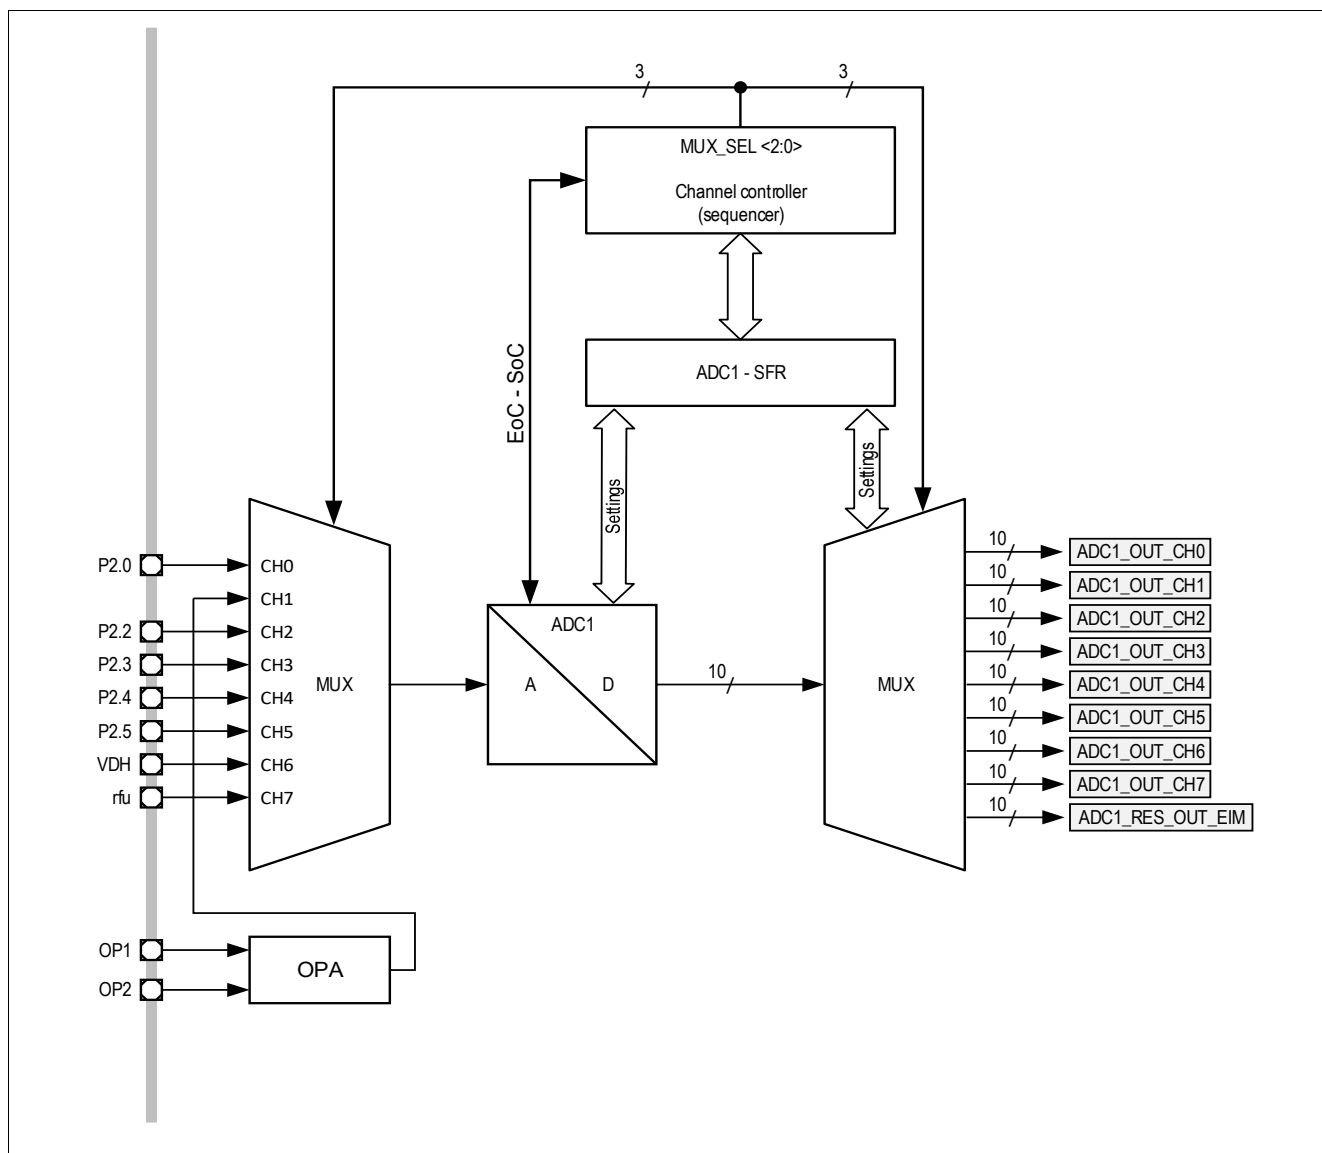 3
3
MUX_SEL <2:0>
Channel controller
(sequencer)
EoC - SoC
ADC1 - SFR
Settings
Settings
P2.0
P2.2
P2.3
P2.4
P2.5
VDH
rfu
CH0
CH1
CH2
CH3
CH4
CH5
CH6
CH7
MUX
ADC1
A
D
10
MUX
10
ADC1_OUT_CH0
10
ADC1_OUT_CH1
10
ADC1_OUT_CH2
10
ADC1_OUT_CH3
10
ADC1_OUT_CH4
10
ADC1_OUT_CH5
10
ADC1_OUT_CH6
10
ADC1_OUT_CH7
10
ADC1_RES_OUT_EIM
OP1
OP2
OPA